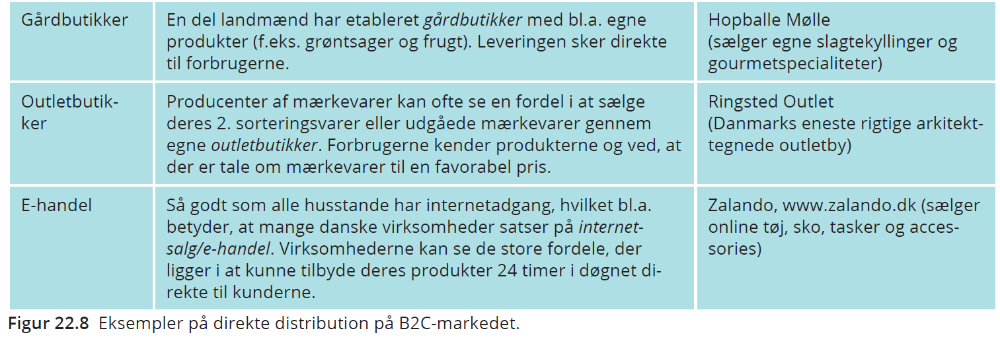 Gårdbutikker
En del landmænd har etableret gårdbutikker med bl.a. egne
produkter (f.eks. grøntsager og frugt). Leveringen sker direkte
til forbrugerne.
Hopballe Mølle
(sælger egne slagtekyllinger og
gourmetspecialiteter)
Outletbutik-
ker
Producenter af mærkevarer kan ofte se en fordel i at sælge
deres 2. sorteringsvarer eller udgåede mærkevarer gennem
egne outletbutikker. Forbrugerne kender produkterne og ved, at
der er tale om mærkevarer til en favorabel pris.
Ringsted Outlet
(Danmarks eneste rigtige arkitekt-
tegnede outletby)
E-handel
Så godt som alle husstande har internetadgang, hvilket bl.a.
betyder, at mange danske virksomheder satser på internet-
salg/e-handel. Virksomhederne kan se de store fordele, der
ligger i at kunne tilbyde deres produkter 24 timer i døgnet di-
rekte til kunderne.
Zalando, www.zalando.dk (sælger
online tøj, sko, tasker og acces-
sories)
Figur 22.8 Eksempler på direkte distribution på B2C-markedet.